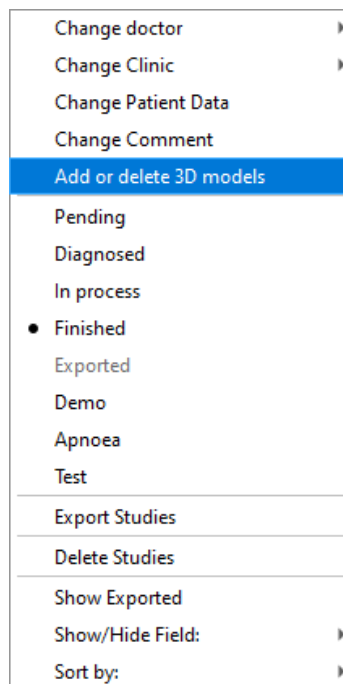 Change doctor
Change Clinic
Change Patient Data
Change Comment
Add or delete 3D models
Pending
Diagnosed
In process
Finished
Exported
Demo
Apnoea
Test
Export Studies
Delete Studies
Show Exported
Show/Hide Field:
Sort by: